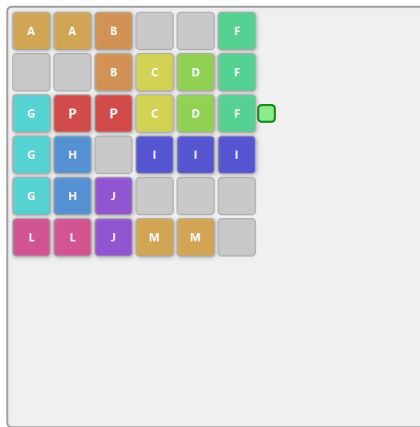 A A B F
B C D F
G P P C D F
G H I I I
G H J
L L J M M